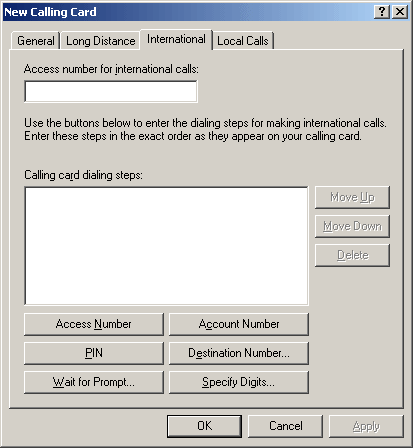 New Calling Card
General Long Distance International Local Calls
Access number for international calls:
Use the buttons below to enter the dialing steps for making international calls.
Enter these steps in the exact order as they appear on your calling card.
Calling card dialing steps:
Move Up
Move Down
Delete
Access Number Account Number
PIN Destination Number...
Wait for Prompt... Specify Digits...
OK Cancel Apply